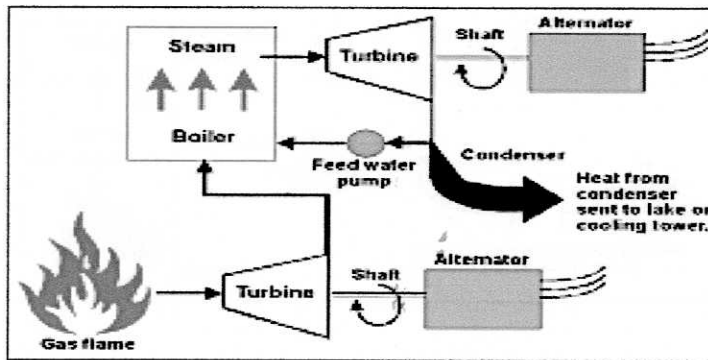 Steam
Boiler
Turbine
Shaft
Alternator
Feed water
pump
Condenser
Heat from
condenser
sent to lake or
cooling tower.
Gas flame
Turbine
Shaft
Alternator